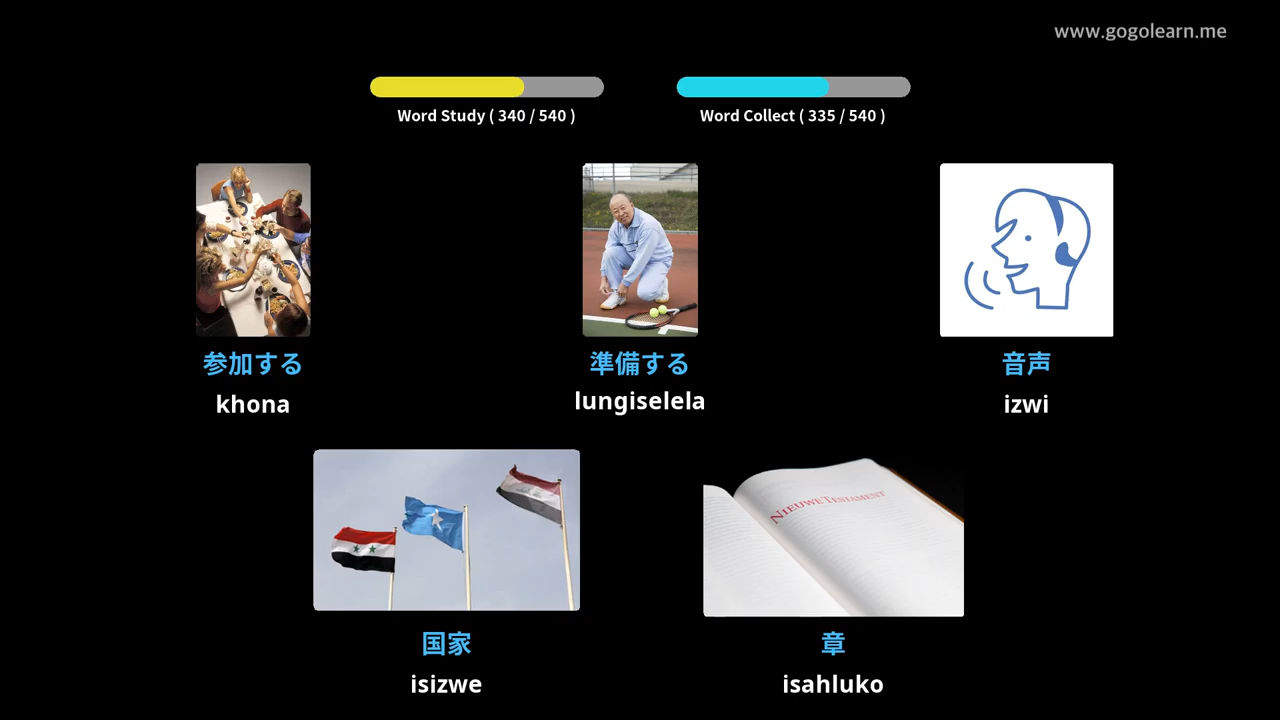 www.gogolearn.me
Word Study ( 340 / 540 )
Word Collect ( 335 / 540 )
参加する
khona
準備する
lungiselela
音声
izwi
NIEUWE TESTAMENT
国家
isizwe
章
isahluko